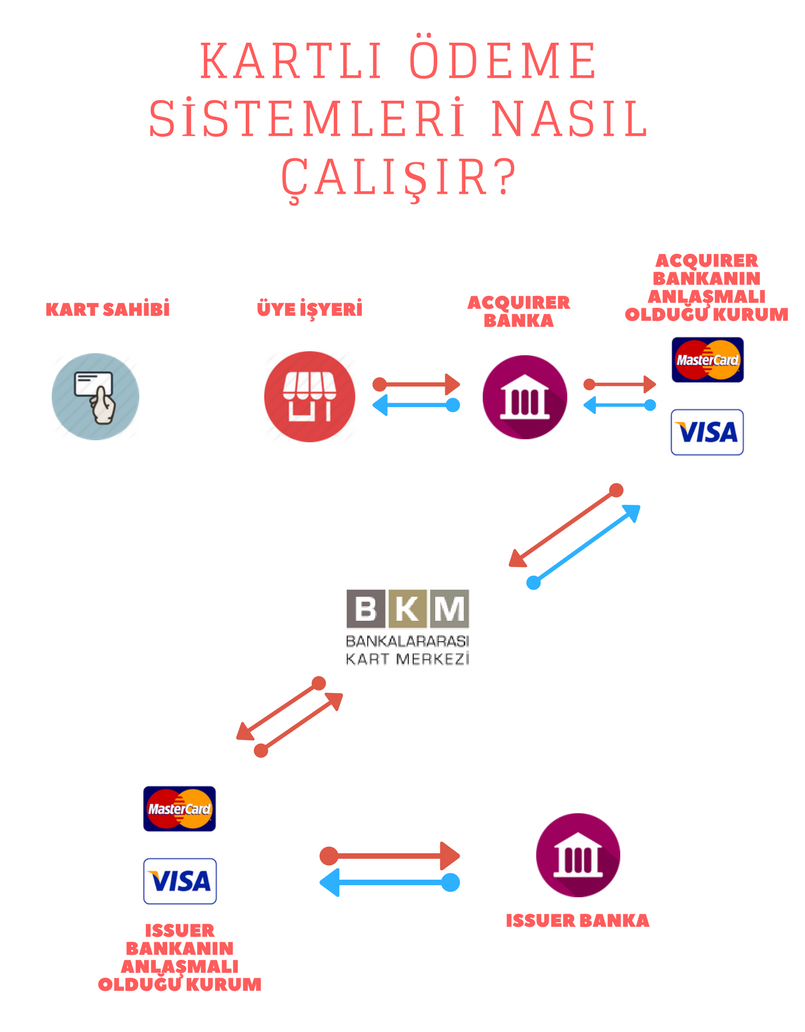 KARTLI ÖDEME
SİSTEMLERİ NASIL
ÇALIŞIR?
KART SAHİBİ
ÜYE İŞYERİ
ACQUIRER
BANKA
ACQUIRER
BANKANIN
ANLAŞMALI
OLDUĞU KURUM
MasterCard
VISA
BKM
BANKALARARASI
KART MERKEZİ
MasterCard
VISA
ISSUER
BANKANIN
ANLAŞMALI
OLDUĞU KURUM
ISSUER BANKA